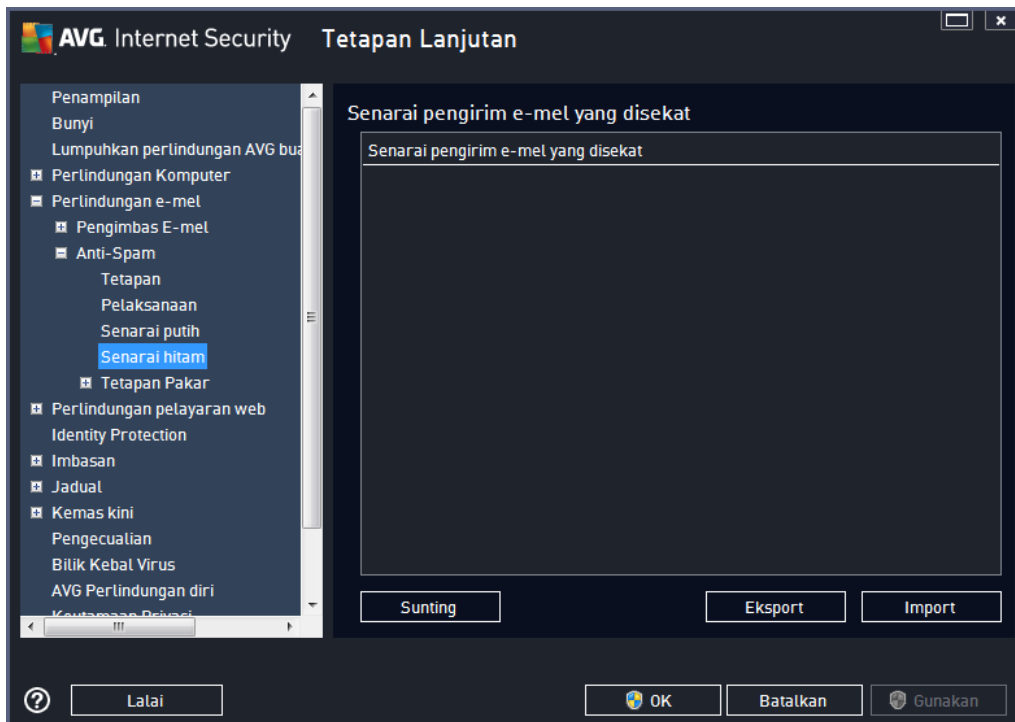 AVG. Internet Security Tetapan Lanjutan
Penampilan
Bunyi
Lumpuhkan perlindungan AVG bua
Perlindungan Komputer
Perlindungan e-mel
Pengimbas E-mel
Anti-Spam
Tetapan
Pelaksanaan
Senarai putih
Senarai hitam
Tetapan Pakar
Perlindungan pelayaran web
Identity Protection
Imbasan
Jadual
Kemas kini
Pengecualian
Bilik Kebal Virus
AVG Perlindungan diri
Keutamaan Privasi
Senarai pengirim e-mel yang disekat
Senarai pengirim e-mel yang disekat
Sunting Eksport Import
Lalai OK Batalkan Gunakan